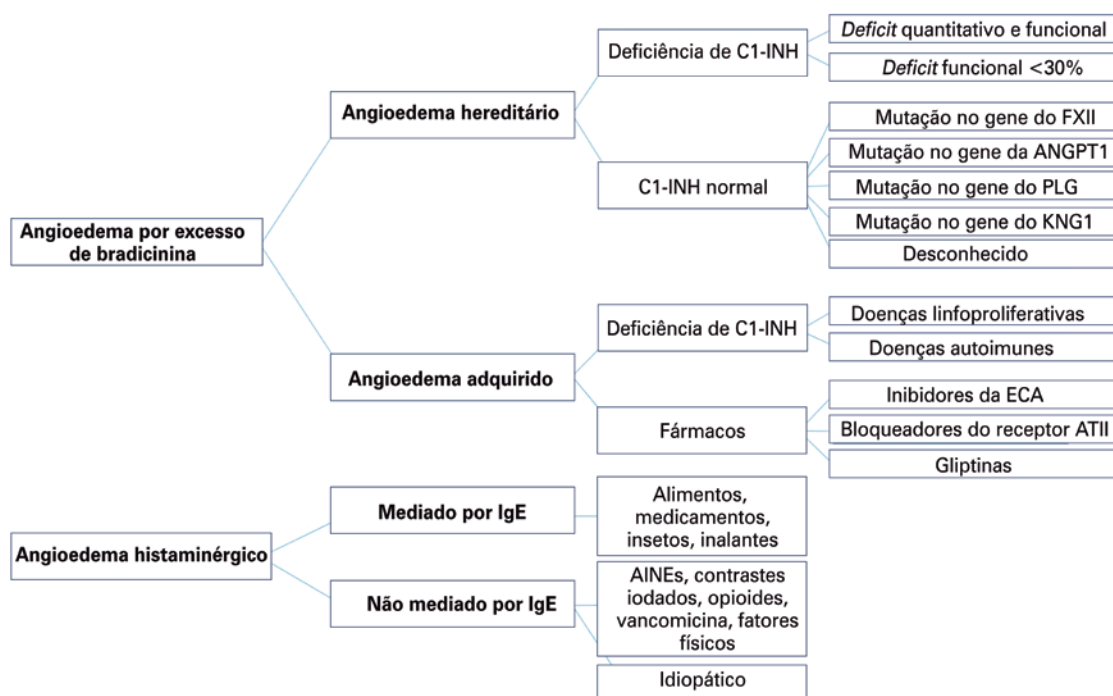 Angioedema por excesso
de bradicinina
Angioedema hereditário
Deficiência de C1-INH
Deficit quantitativo e funcional
Deficit funcional <30%
C1-INH normal
Mutação no gene do FXII
Mutação no gene da ANGPT1
Mutação no gene do PLG
Mutação no gene do KNG1
Desconhecido
Angioedema adquirido
Deficiência de C1-INH
Doenças linfoproliferativas
Doenças autoimunes
Fármacos
Inibidores da ECA
Bloqueadores do receptor ATII
Gliptinas
Angioedema histaminérgico
Mediado por IgE
Alimentos,
medicamentos,
insetos, inalantes
Não mediado por IgE
AINEs, contrastes
iodados, opioides,
vancomicina, fatores
físicos
Idiopático